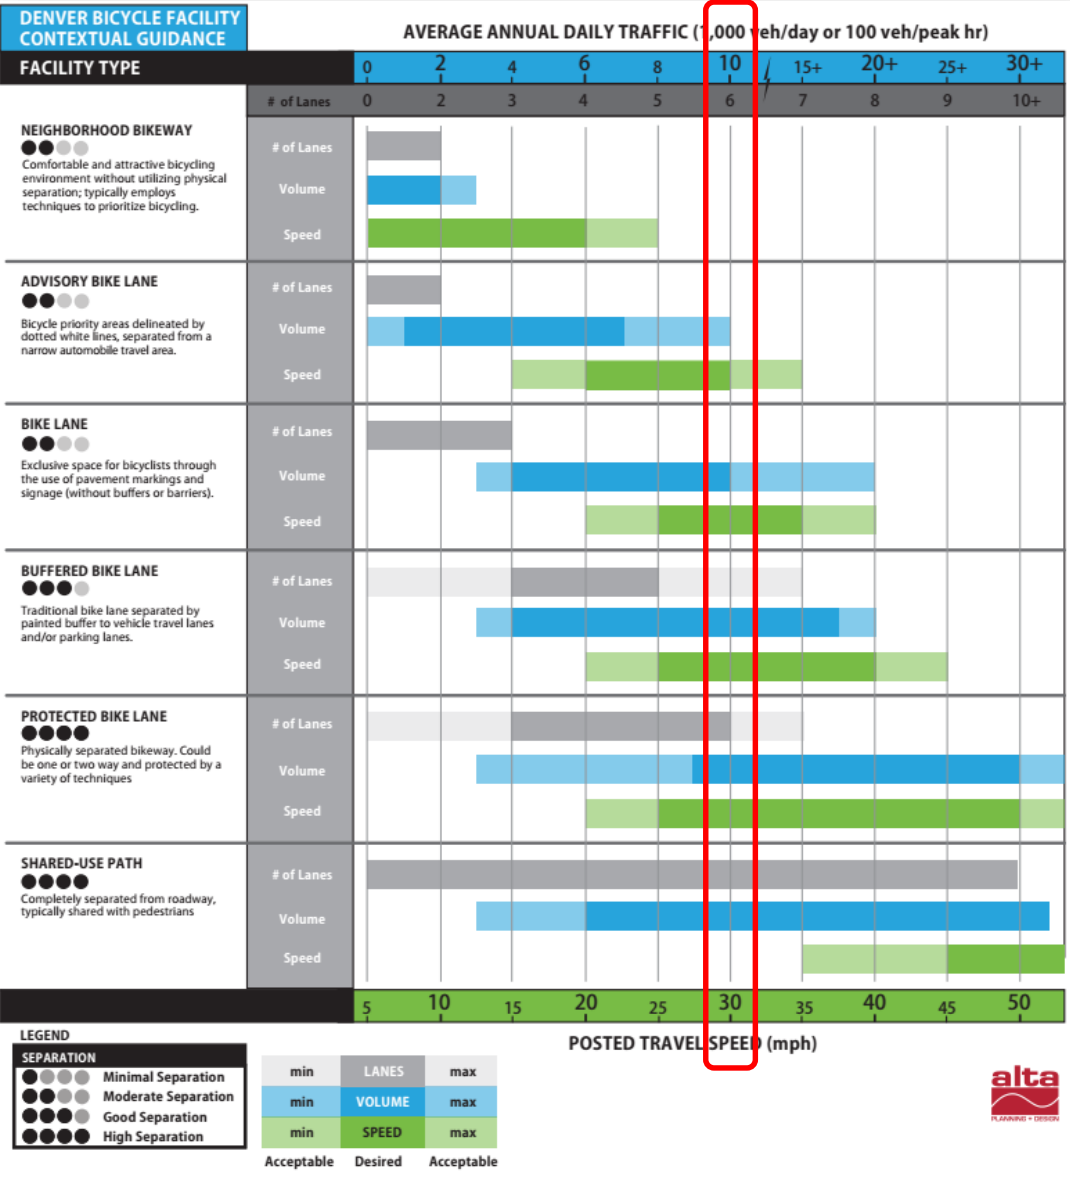 DENVER BICYCLE FACILITY
CONTEXTUAL GUIDANCE
AVERAGE ANNUAL DAILY TRAFFIC (1,000 veh/day or 100 veh/peak hr)
FACILITY TYPE
0 2 4 6 8 10 15+ 20+ 25+ 30+
# of Lanes 0 2 3 4 5 6 7 8 9 10+
NEIGHBORHOOD BIKEWAY
Comfortable and attractive bicycling
environment without utilizing physical
separation; typically employs
techniques to prioritize bicycling.
# of Lanes
Volume
Speed
ADVISORY BIKE LANE
Bicycle priority areas delineated by
dotted white lines, separated from a
narrow automobile travel area.
# of Lanes
Volume
Speed
BIKE LANE
Exclusive space for bicyclists through
the use of pavement markings and
signage (without buffers or barriers).
# of Lanes
Volume
Speed
BUFFERED BIKE LANE
Traditional bike lane separated by
painted buffer to vehicle travel lanes
and/or parking lanes.
# of Lanes
Volume
Speed
PROTECTED BIKE LANE
Physically separated bikeway. Could
be one or two way and protected by a
variety of techniques
# of Lanes
Volume
Speed
SHARED-USE PATH
Completely separated from roadway,
typically shared with pedestrians
# of Lanes
Volume
Speed
5 10 15 20 25 30 35 40 45 50
POSTED TRAVEL SPEED (mph)
LEGEND
SEPARATION
Minimal Separation
Moderate Separation
Good Separation
High Separation
min LANES max
min VOLUME max
min SPEED max
Acceptable Desired Acceptable
alta
PLANNING + DESIGN